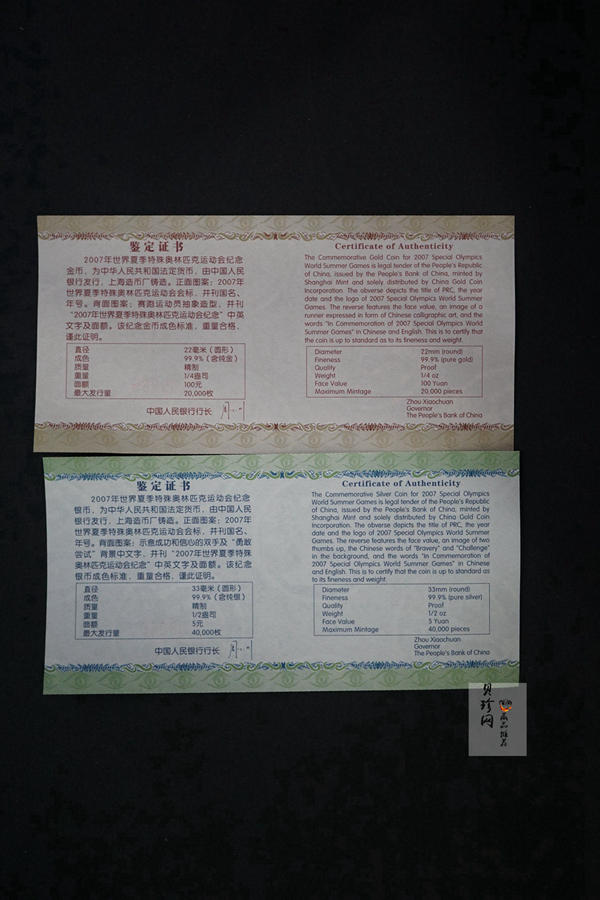 鉴定证书
2007年世界夏季特殊奥林匹克运动会纪念
金币，为中华人民共和国法定货币，由中国人民
银行发行，上海造币厂铸造。正面图案：2007年
世界夏季特殊奥林匹克运动会会标，并刊国名、
年号。背面图案：赛跑运动员抽象造型，并刊
“2007年世界夏季特殊奥林匹克运动会纪念”中英
文字及面额。该纪念金币成色标准，重量合格，
谨此证明。
直径 22毫米（圆形）
成色 99.9%（含纯金）
质量 精制
重量 1/4盎司
面额 100元
最大发行量 20,000枚
中国人民银行行长
Certificate of Authenticity
The Commemorative Gold Coin for 2007 Special Olympics
World Summer Games is legal tender of the People's Republic
of China, issued by the People's Bank of China, minted by
Shanghai Mint and solely distributed by China Gold Coin
Incorporation. The obverse depicts the title of PRC, the year
date and the logo of 2007 Special Olympics World Summer
Games. The reverse features the face value, an image of a
runner expressed in form of Chinese calligraphic art, and the
words "In Commemoration of 2007 Special Olympics World
Summer Games" in Chinese and English. This is to certify that
the coin is up to standard as to its fineness and weight.
Diameter 22mm (round)
Fineness 99.9% (pure gold)
Quality Proof
Weight 1/4 oz
Face Value 100 Yuan
Maximum Mintage 20,000 pieces
Zhou Xiaochuan
Governor
The People's Bank of China
鉴定证书
2007年世界夏季特殊奥林匹克运动会纪念
银币，为中华人民共和国法定货币，由中国人民
银行发行，上海造币厂铸造。正面图案：2007年
世界夏季特殊奥林匹克运动会会标，并刊国名、
年号。背面图案：示意成功和信心的双手及“勇敢
尝试”背景中文字，并刊“2007年世界夏季特殊
奥林匹克运动会纪念”中英文字及面额。该纪念
银币成色标准，重量合格，谨此证明。
直径 33毫米（圆形）
成色 99.9%（含纯银）
质量 精制
重量 1/2盎司
面额 5元
最大发行量 40,000枚
中国人民银行行长
Certificate of Authenticity
The Commemorative Silver Coin for 2007 Special Olympics
World Summer Games is legal tender of the People's Republic
of China, issued by the People's Bank of China, minted by
Shanghai Mint and solely distributed by China Gold Coin
Incorporation. The obverse depicts the title of PRC, the year
date and the logo of 2007 Special Olympics World Summer
Games. The reverse features the face value, an image of two
thumbs up, the Chinese words of "Bravery" and "Challenge"
in the background, and the words "In Commemoration of
2007 Special Olympics World Summer Games" in Chinese
and English. This is to certify that the coin is up to standard as
to its fineness and weight.
Diameter 33mm (round)
Fineness 99.9% (pure silver)
Quality Proof
Weight 1/2 oz
Face Value 5 Yuan
Maximum Mintage 40,000 pieces
Zhou Xiaochuan
Governor
The People's Bank of China
贝珍网
藏品推荐